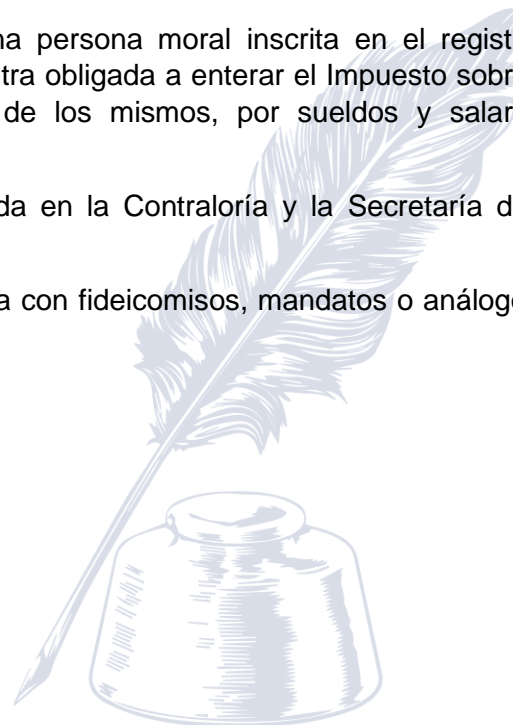 na persona moral inscrita en el regist
tra obligada a enterar el Impuesto sobr
de los mismos, por sueldos y salar
da en la Contraloría y la Secretaría d
a con fideicomisos, mandatos o análog